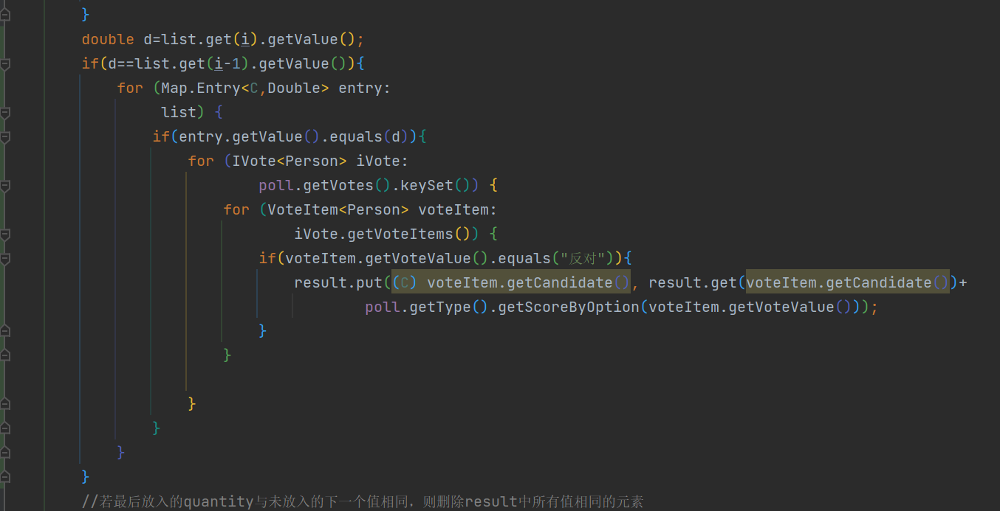 }
double d=list.get(i).getValue();
if(d==list.get(i-1).getValue()){
for (Map.Entry<C,Double> entry:
list) {
if(entry.getValue().equals(d)){
for (IVote<Person> iVote:
poll.getVotes().keySet()) {
for (VoteItem<Person> voteItem:
iVote.getVoteItems()) {
if(voteItem.getVoteValue().equals("反对")){
result.put((C) voteItem.getCandidate(), result.get(voteItem.getCandidate())+
poll.getType().getScoreByOption(voteItem.getVoteValue()));
}
}
}
}
}
}
//若最后放入的quantity与未放入的下一个值相同，则删除result中所有值相同的元素